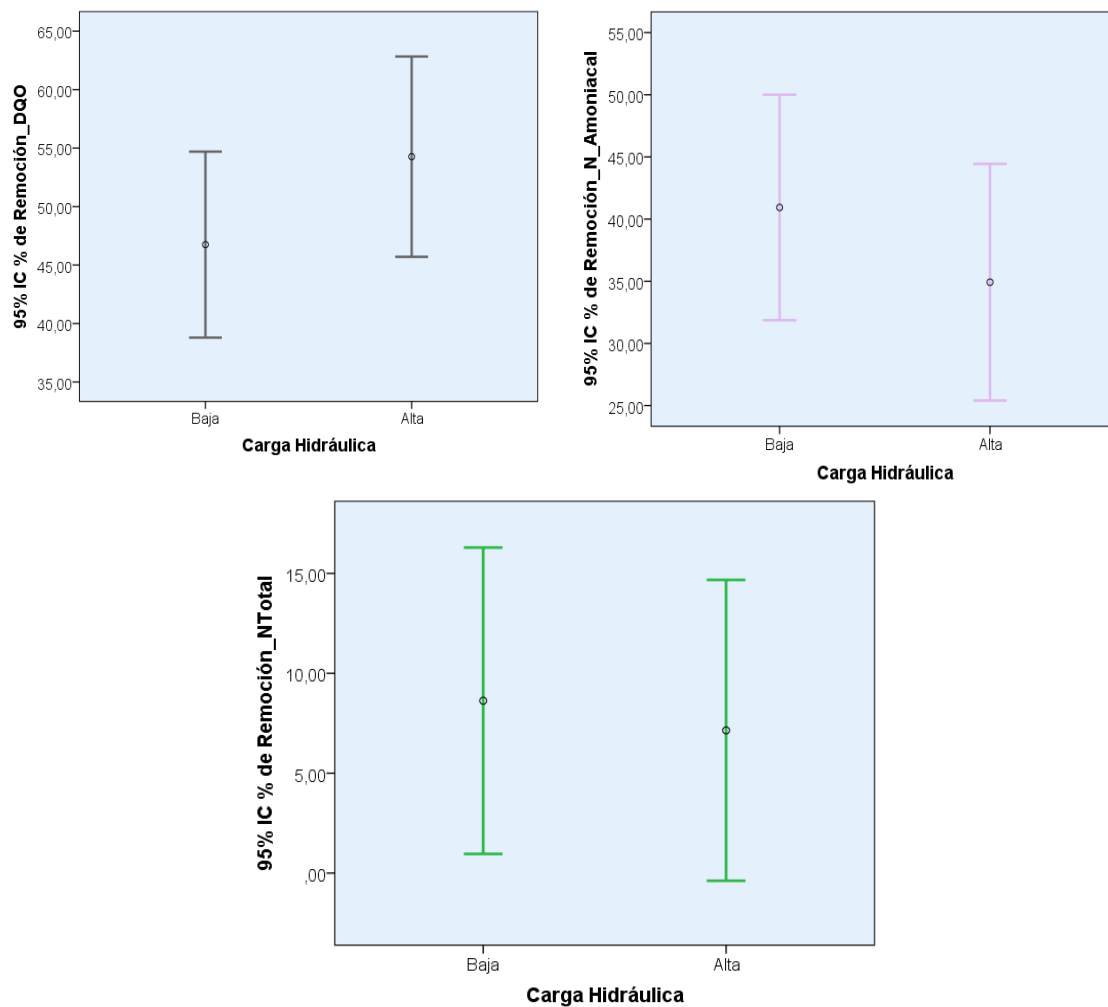 95% IC % de Remoción_DQO
65,00
60,00
55,00
50,00
45,00
40,00
35,00
Baja
Alta
Carga Hidráulica
95% IC % de Remoción_N_Amoniacal
55,00
50,00
45,00
40,00
35,00
30,00
25,00
Baja
Alta
Carga Hidráulica
95% IC % de Remoción_NTotal
15,00
10,00
5,00
,00
Baja
Alta
Carga Hidráulica